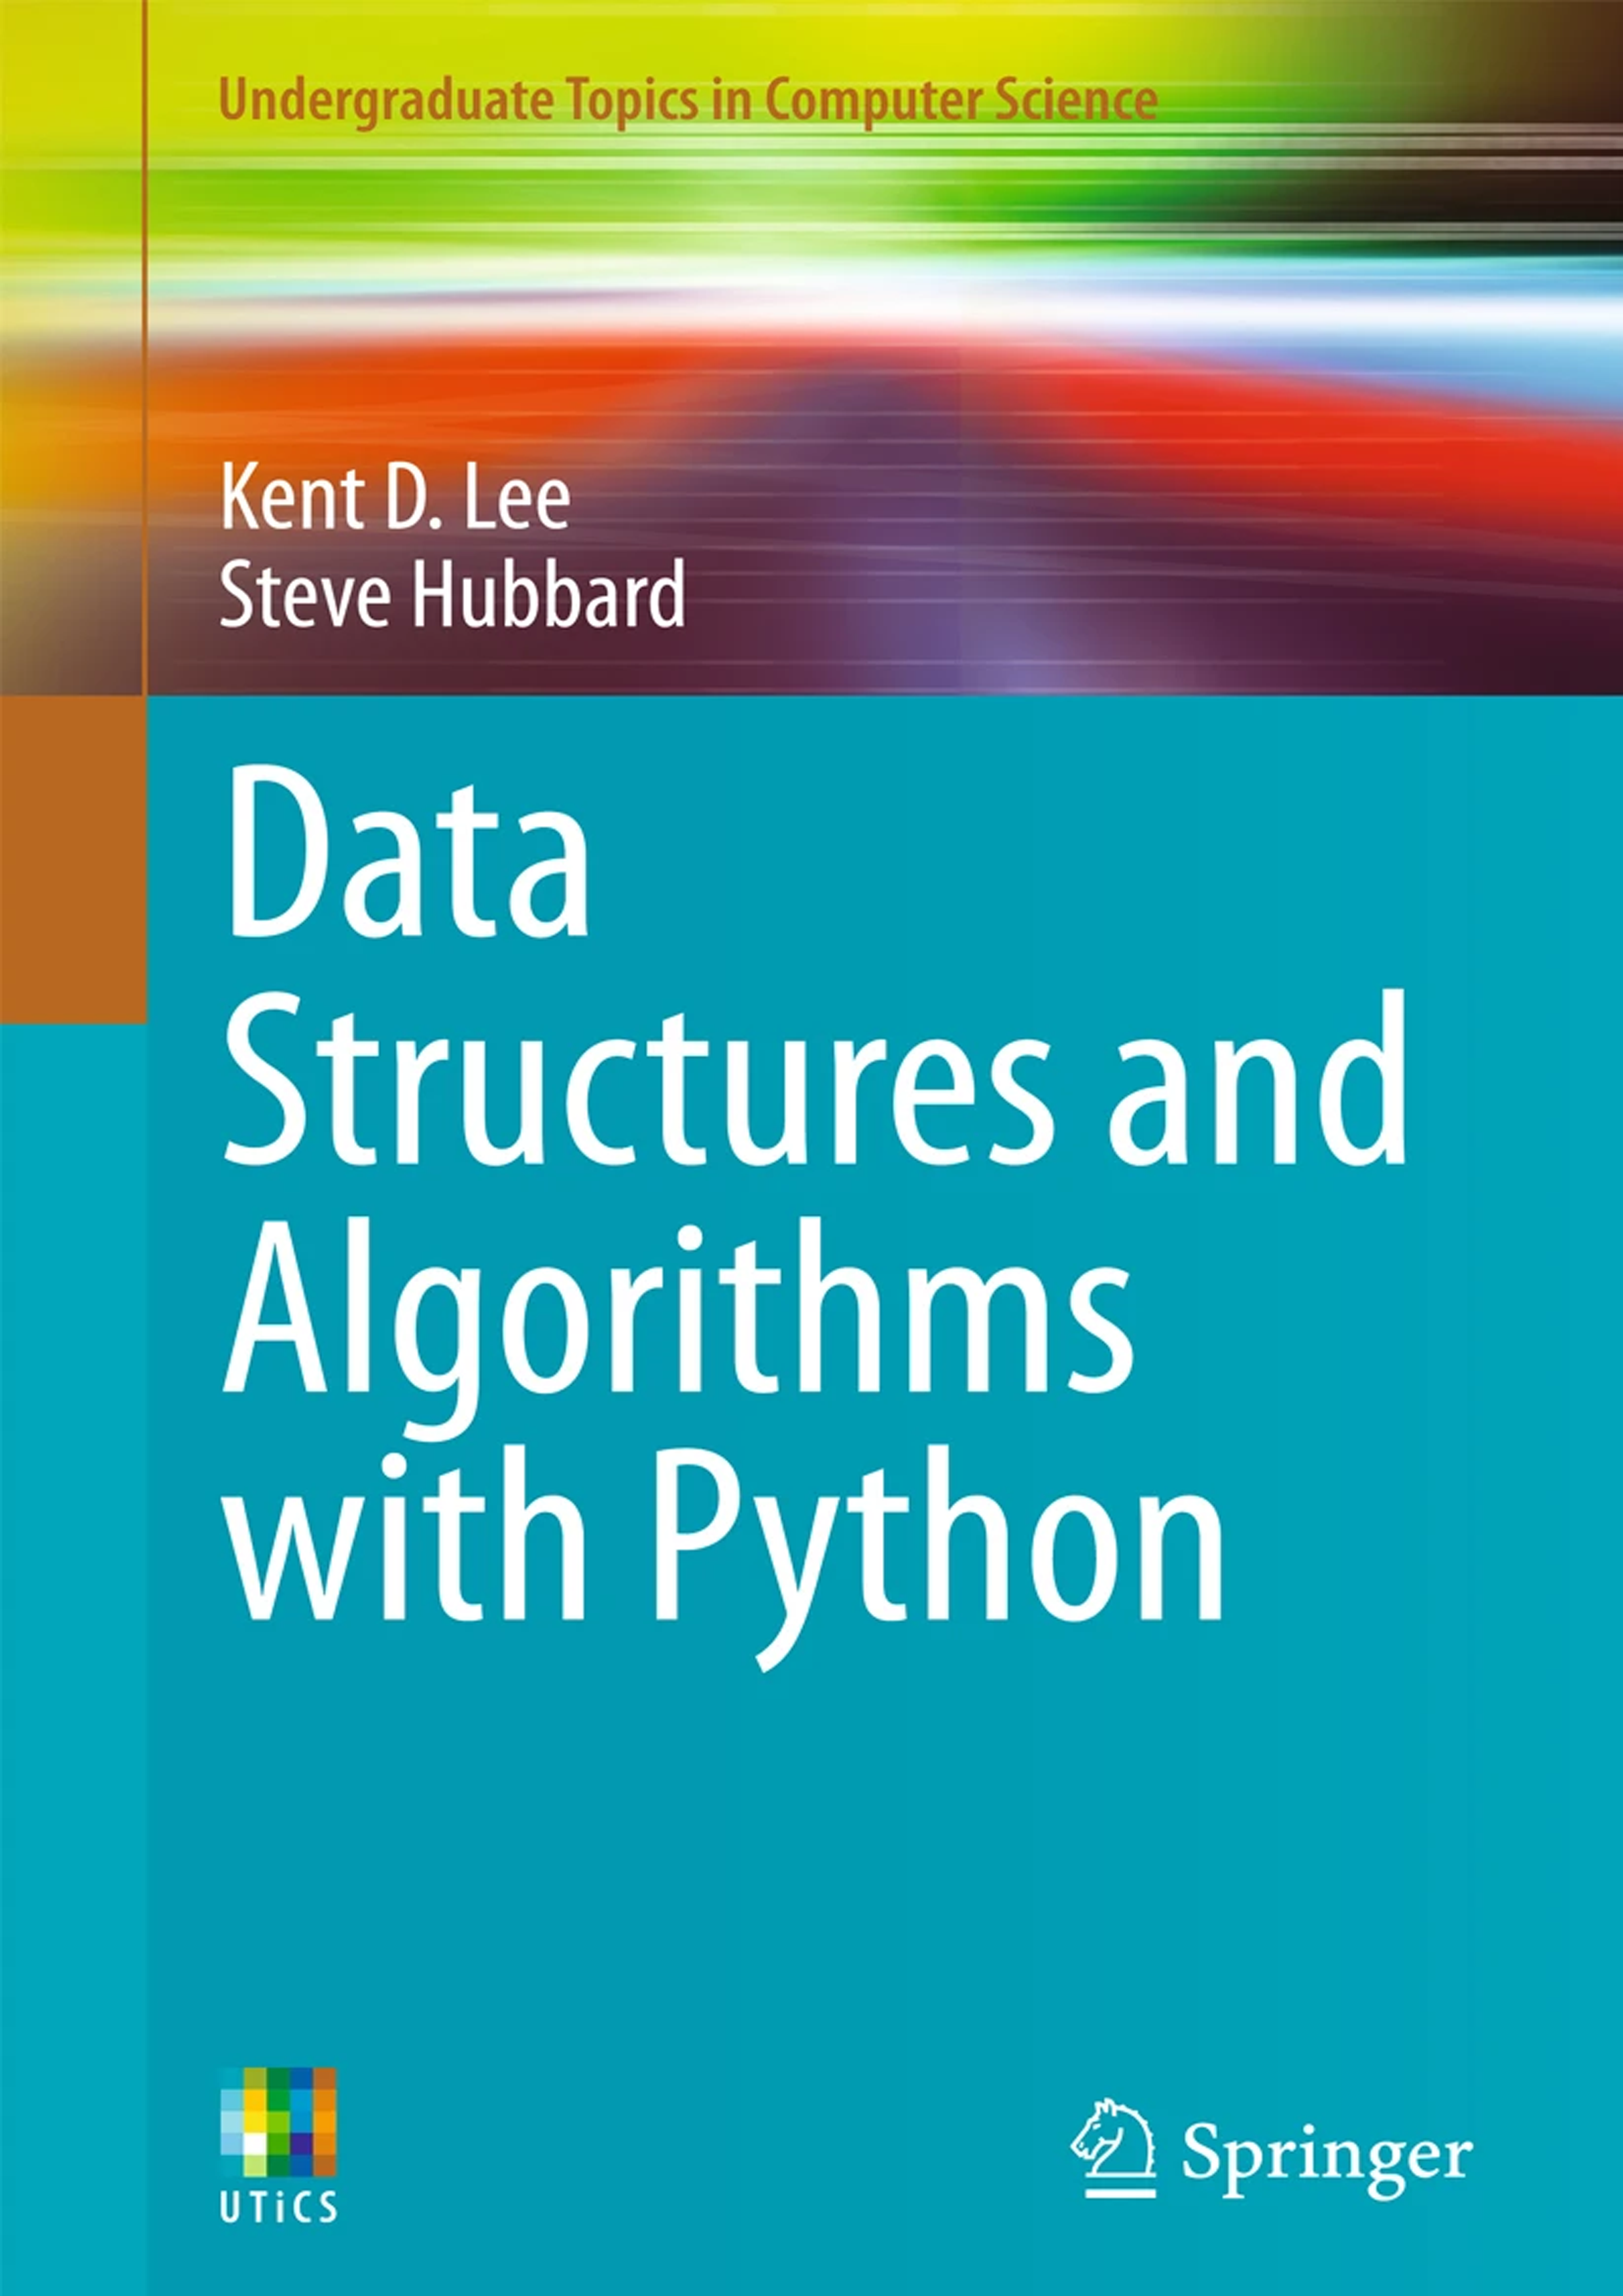 Undergraduate Topics in Computer Science
Kent D. Lee
Steve Hubbard
Data
Structures and
Algorithms
with Python
UTiCS
Springer